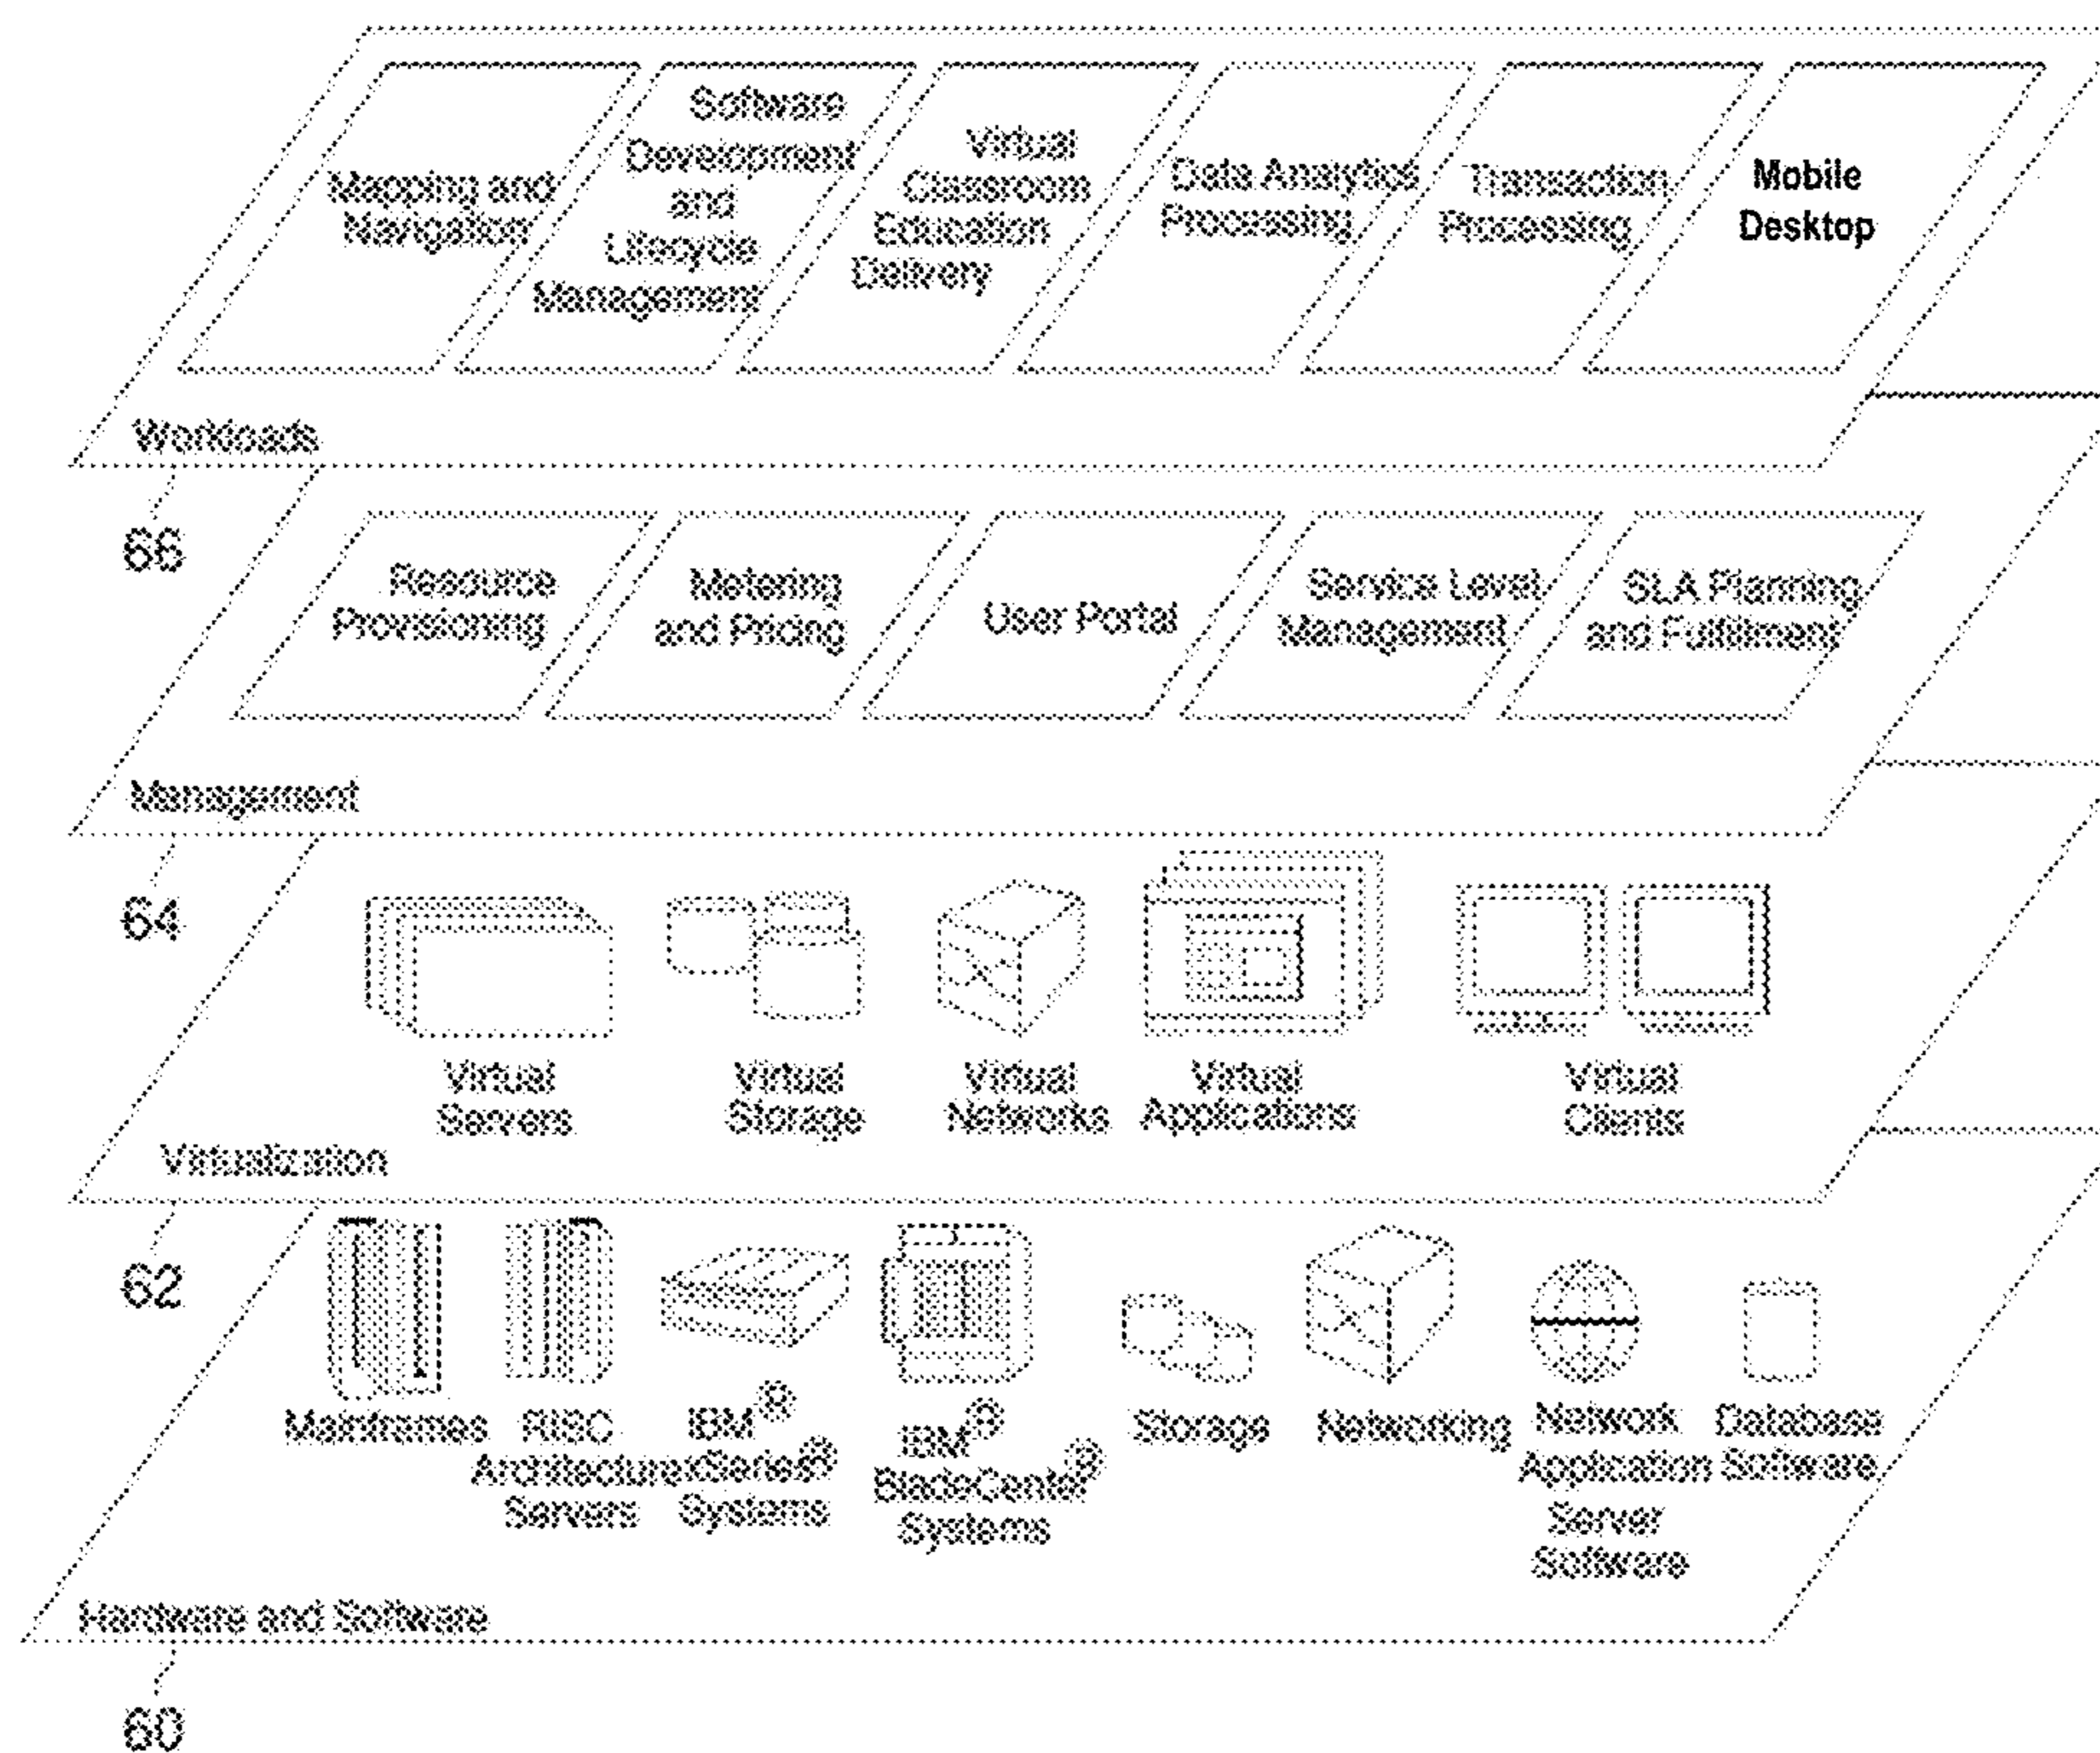 Mapping and
Navigation
Software
Development
and
Lifecycle
Management
Virtual
Classroom
Education
Delivery
Data Analytics
Processing
Transaction
Processing
Mobile
Desktop
Workloads
66
Resource
Provisioning
Metering
and Pricing
User Portal
Service Level
Management
SLA Planning
and Fulfillment
Management
64
Virtual
Servers
Virtual
Storage
Virtual
Networks
Virtual
Applications
Virtual
Clients
Virtualization
62
Mainframes
RISC
Architecture
Servers
IBM®
xSeries®
Systems
IBM®
BladeCenter®
Systems
Storage
Networking
Network
Application
Server
Software
Database
Software
Hardware and Software
60